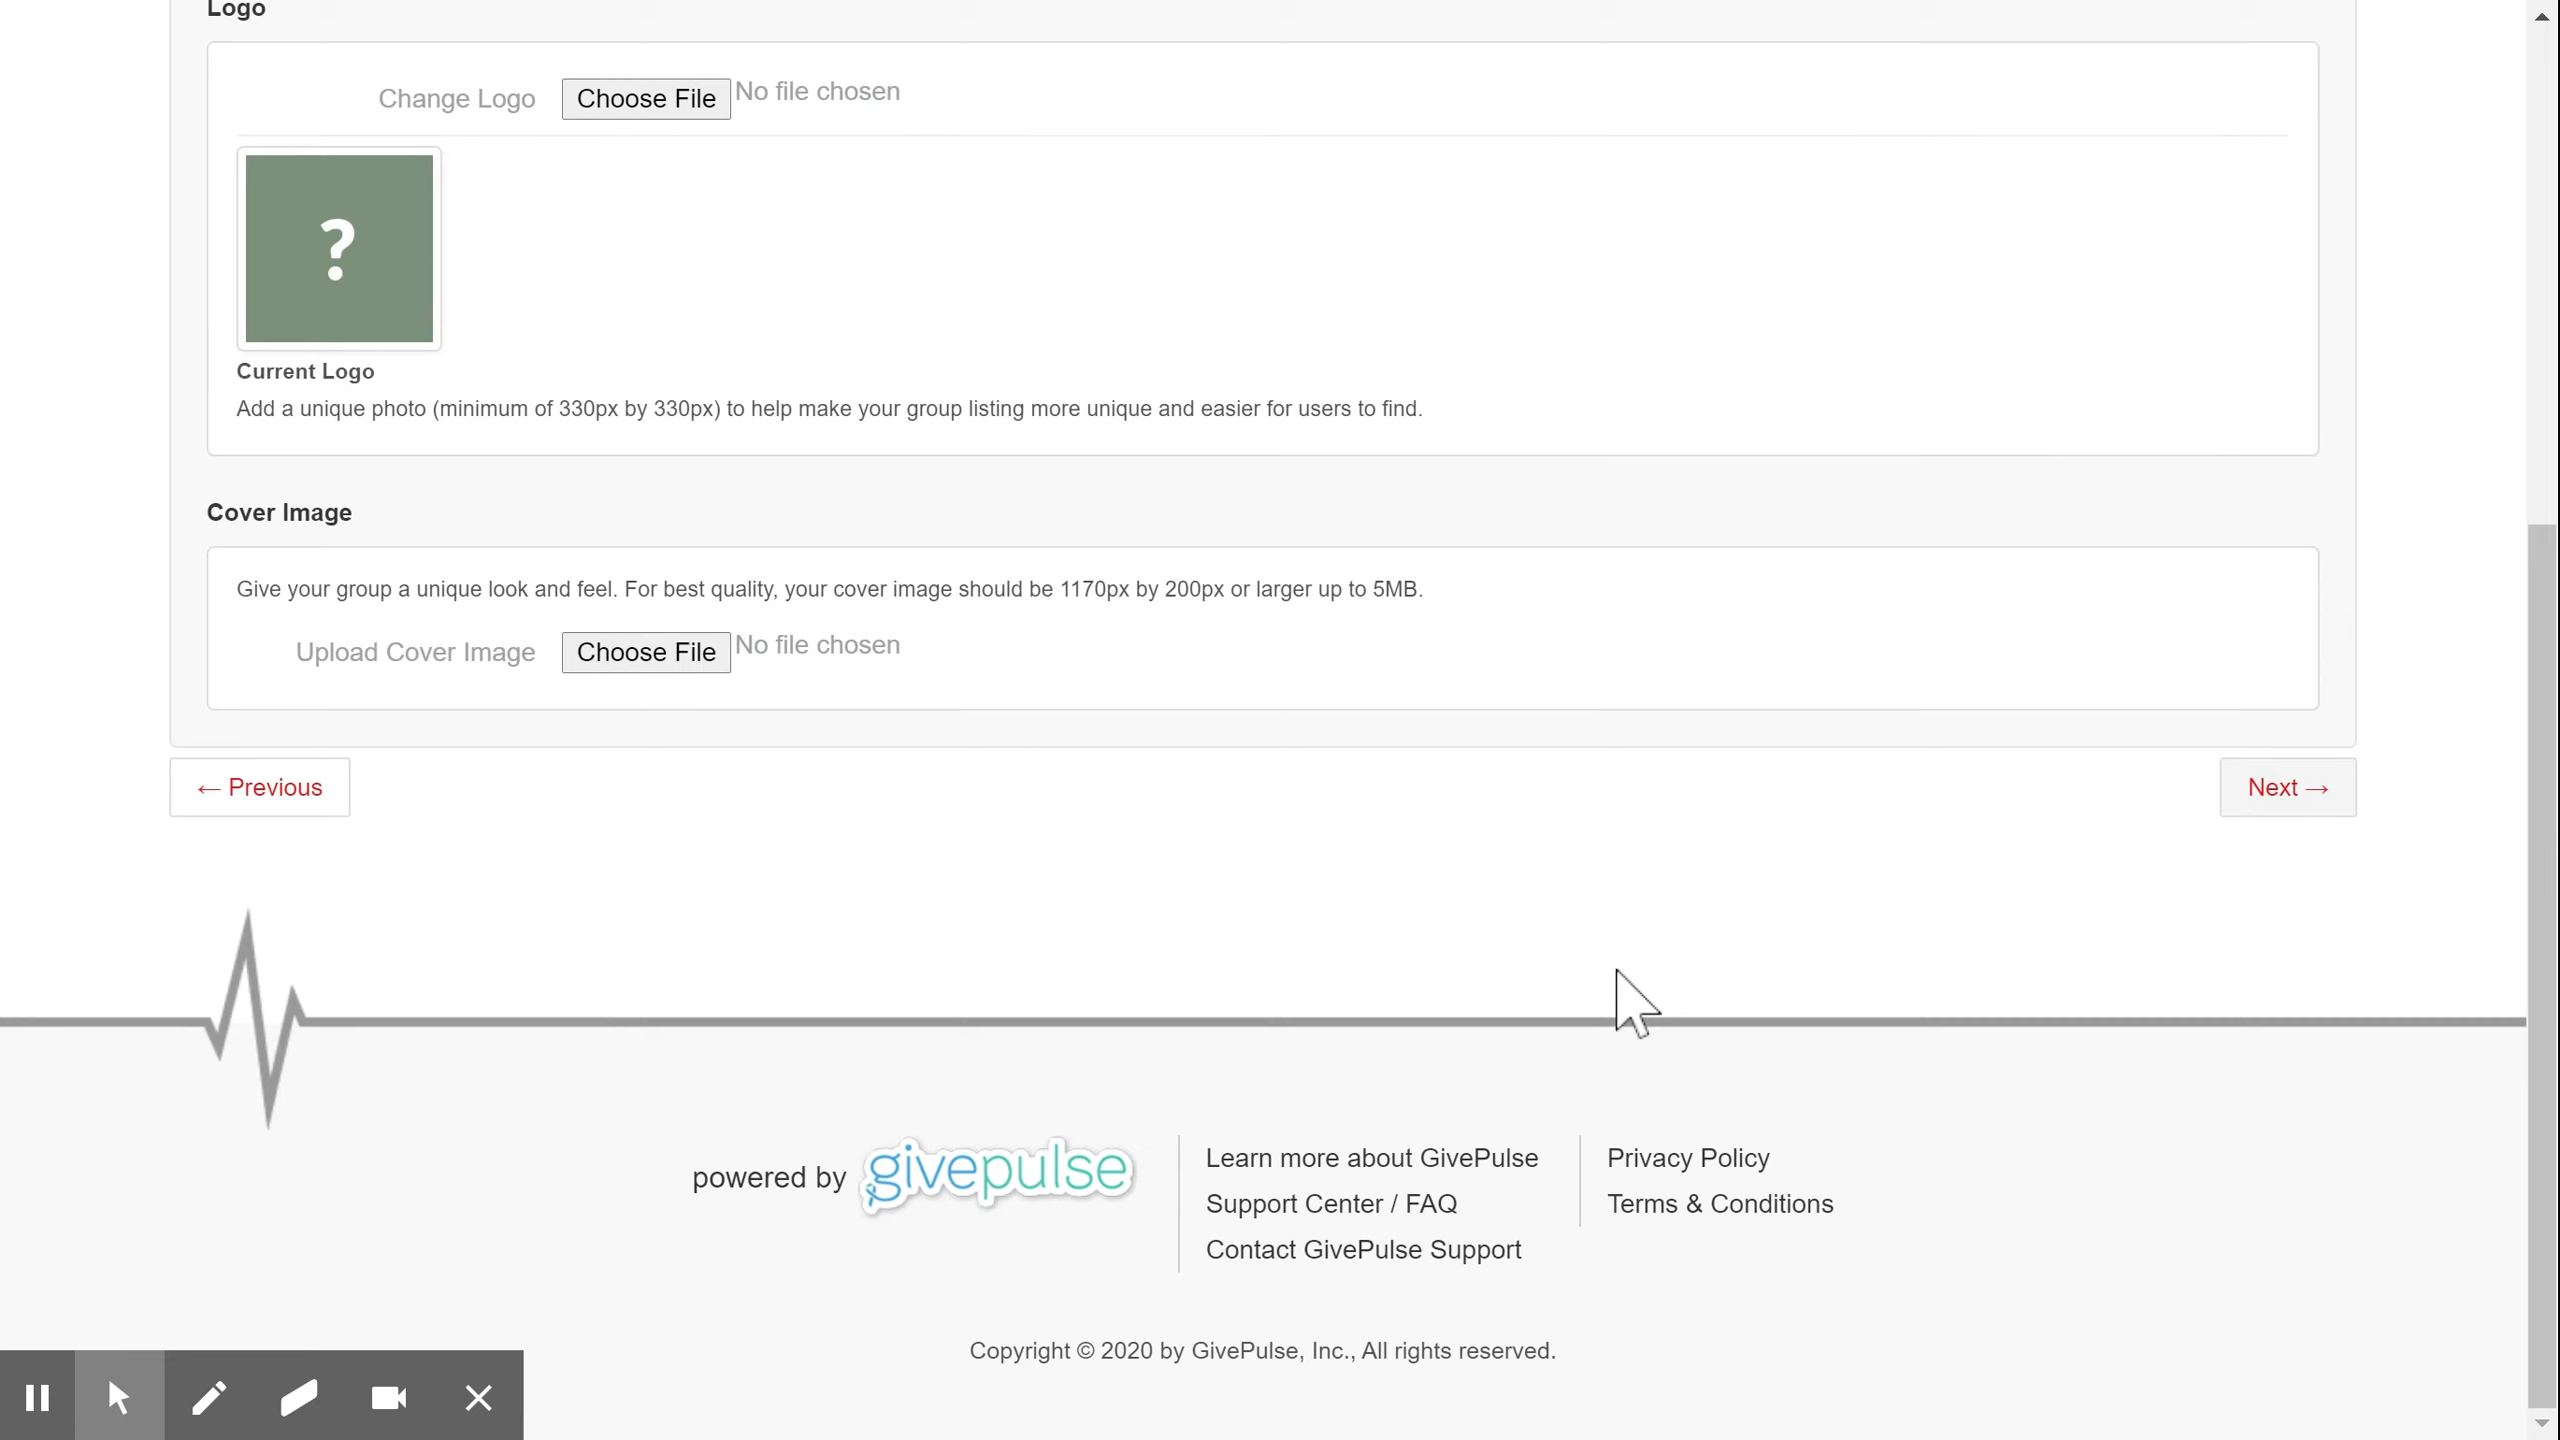 Logo
Change Logo Choose File No file chosen
?
Current Logo
Add a unique photo (minimum of 330px by 330px) to help make your group listing more unique and easier for users to find.
Cover Image
Give your group a unique look and feel. For best quality, your cover image should be 1170px by 200px or larger up to 5MB.
Upload Cover Image Choose File No file chosen
← Previous
Next →
powered by givepulse
Learn more about GivePulse
Support Center / FAQ
Contact GivePulse Support
Privacy Policy
Terms & Conditions
Copyright © 2020 by GivePulse, Inc., All rights reserved.